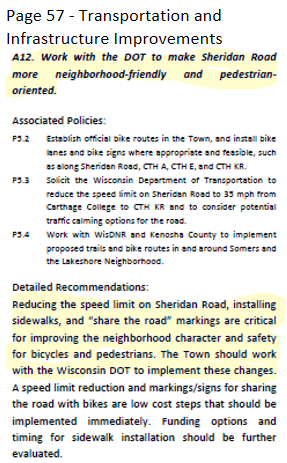 Page 57 - Transportation and
Infrastructure Improvements
A12. Work with the DOT to make Sheridan Road
more neighborhood-friendly and pedestrian-
oriented.
Associated Policies:
P5.2 Establish official bike routes in the Town, and install bike
lanes and bike signs where appropriate and feasible, such
as along Sheridan Road, CTH A, CTH E, and CTH KR.
P5.3 Solicit the Wisconsin Department of Transportation to
reduce the speed limit on Sheridan Road to 35 mph from
Carthage College to CTH KR and to consider potential
traffic calming options for the road.
P5.4 Work with WisDNR and Kenosha County to implement
proposed trails and bike routes in and around Somers and
the Lakeshore Neighborhood.
Detailed Recommendations:
Reducing the speed limit on Sheridan Road, installing
sidewalks, and “share the road” markings are critical
for improving the neighborhood character and safety
for bicycles and pedestrians. The Town should work
with the Wisconsin DOT to implement these changes.
A speed limit reduction and markings/signs for sharing
the road with bikes are low cost steps that should be
implemented immediately. Funding options and
timing for sidewalk installation should be further
evaluated.